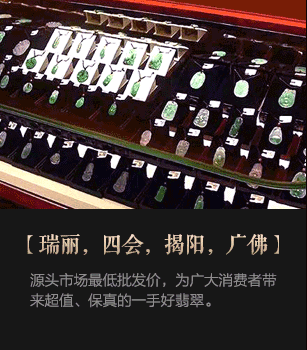 【瑞丽，四会，揭阳，广佛】
源头市场最低批发价，为广大消费者带
来超值、保真的一手好翡翠。